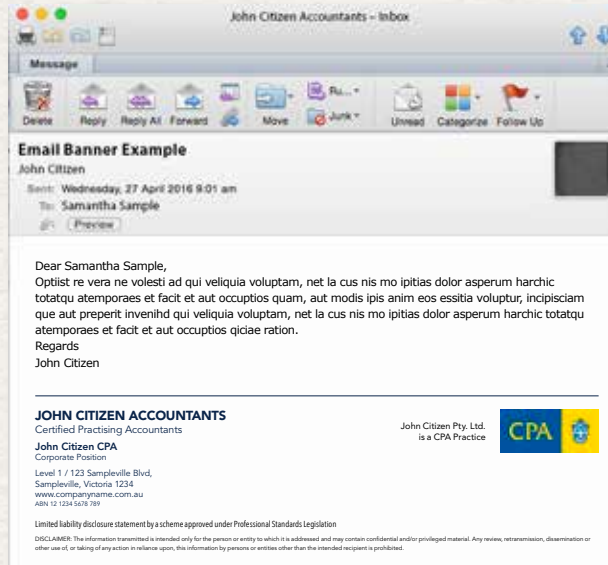 John Citizen Accountants – Inbox
Message
Delete Reply Reply All Forward Move Ru... Junk Unread Categorize Follow Up
Email Banner Example
John Citizen
Sent: Wednesday, 27 April 2016 9:01 am
To: Samantha Sample
Preview
Dear Samantha Sample,
Optiist re vera ne volesti ad qui veliquia voluptam, net la cus nis mo ipitias dolor asperum harchic
totatqu atemporaes et facit et aut occuptios quam, aut modis ipis anim eos essitia voluptur, incipisciam
que aut preperit invenihd qui veliquia voluptam, net la cus nis mo ipitias dolor asperum harchic totatqu
atemporaes et facit et aut occuptios qiciae ration.
Regards
John Citizen
JOHN CITIZEN ACCOUNTANTS
Certified Practising Accountants
John Citizen CPA
Corporate Position
Level 1 / 123 Sampleville Blvd,
Sampleville, Victoria 1234
www.companyname.com.au
ABN 12 1234 5678 789
John Citizen Pty. Ltd.
is a CPA Practice
CPA
Limited liability disclosure statement by a scheme approved under Professional Standards Legislation
DISCLAIMER: The information transmitted is intended only for the person or entity to which it is addressed and may contain confidential and/or privileged material. Any review, retransmission, dissemination or
other use of, or taking of any action in reliance upon, this information by persons or entities other than the intended recipient is prohibited.